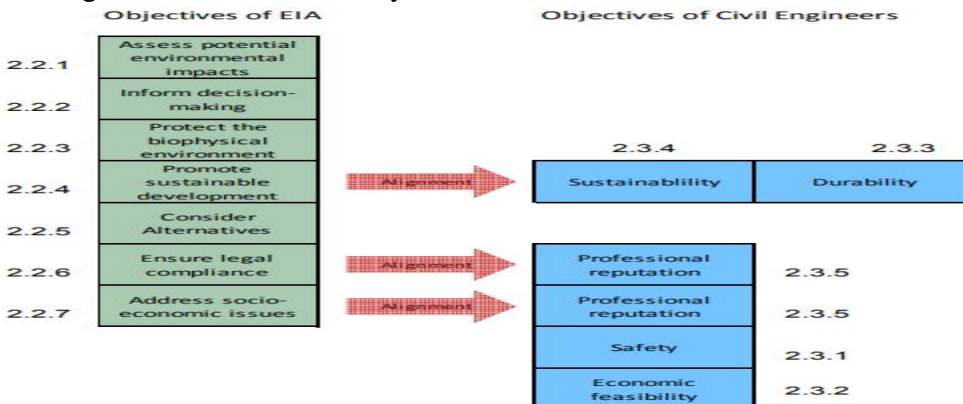 Objectives of EIA
Objectives of Civil Engineers
2.2.1
Assess potential
environmental
impacts
2.2.2
Inform decision-
making
2.2.3
Protect the
biophysical
environment
2.3.4
2.3.3
2.2.4
Promote
sustainable
development
Alignment
Sustainablility
Durability
2.2.5
Consider
Alternatives
2.2.6
Ensure legal
compliance
Alignment
Professional
reputation
2.3.5
2.2.7
Address socio-
economic issues
Alignment
Professional
reputation
2.3.5
Safety
2.3.1
Economic
feasibility
2.3.2